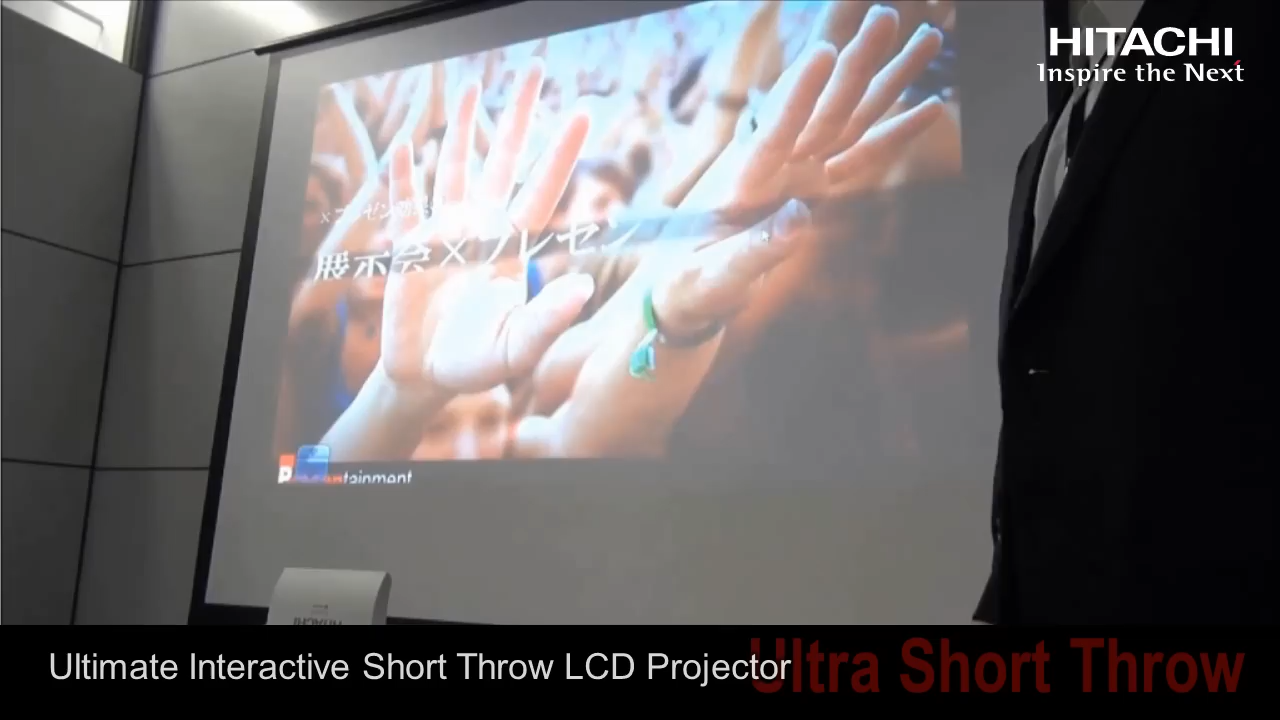 HITACHI
Inspire the Next
展示会×プレゼン
Ultimate Interactive Short Throw LCD Projector
Ultra Short Throw